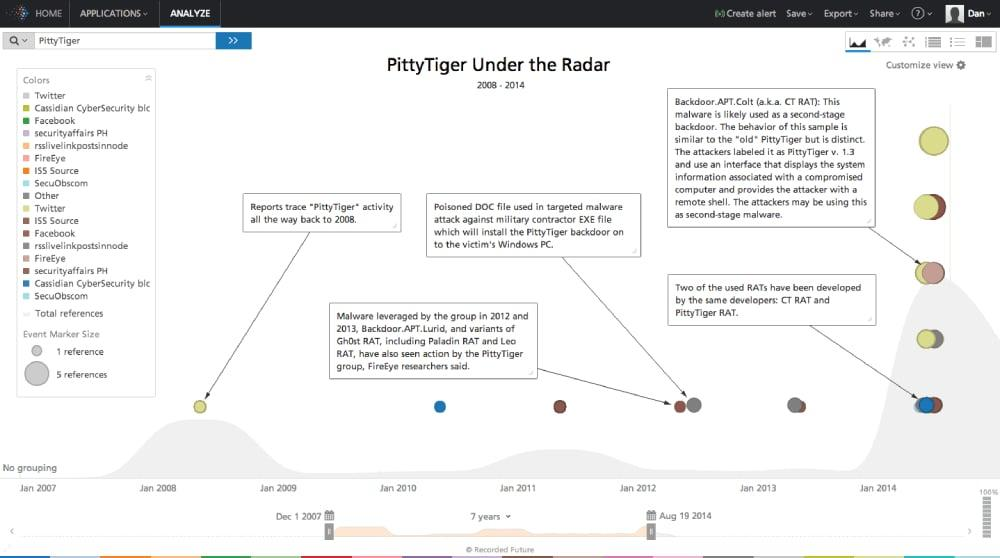 HOME
APPLICATIONS
ANALYZE
Create alert
Save
Export
Share
?
Dan
PittyTiger
PittyTiger Under the Radar
2008 - 2014
Customize view
Colors
Twitter
Cassidian CyberSecurity blc
Facebook
securityaffairs PH
rsslivelinkpostsinnode
FireEye
ISS Source
SecuObscom
Other
Twitter
ISS Source
Facebook
rsslivelinkpostsinnode
FireEye
securityaffairs PH
Cassidian CyberSecurity blc
SecuObscom
Total references
Event Marker Size
1 reference
5 references
Reports trace "PittyTiger" activity
all the way back to 2008.
Poisoned DOC file used in targeted malware
attack against military contractor EXE file
which will install the PittyTiger backdoor on
to the victim's Windows PC.
Backdoor.APT.Colt (a.k.a. CT RAT): This
malware is likely used as a second-stage
backdoor. The behavior of this sample is
similar to the "old" PittyTiger but is distinct.
The attackers labeled it as PittyTiger v. 1.3
and use an interface that displays the system
information associated with a compromised
computer and provides the attacker with a
remote shell. The attackers may be using this
as second-stage malware.
Malware leveraged by the group in 2012 and
2013, Backdoor.APT.Lurid, and variants of
Gh0st RAT, including Paladin RAT and Leo
RAT, have also seen action by the PittyTiger
group, FireEye researchers said.
Two of the used RATs have been developed
by the same developers: CT RAT and
PittyTiger RAT.
No grouping
Jan 2007
Jan 2008
Jan 2009
Jan 2010
Jan 2011
Jan 2012
Jan 2013
Jan 2014
100%
Dec 1 2007
7 years
Aug 19 2014
© Recorded Future